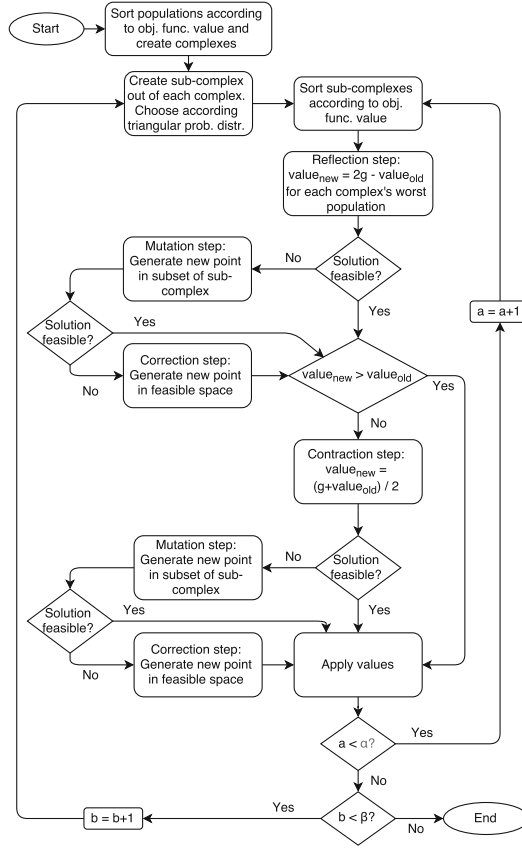 Start
Sort populations according
to obj. func. value and
create complexes
Create sub-complex
out of each complex.
Choose according
triangular prob. distr.
Sort sub-complexes
according to obj.
func. value
Reflection step:
value_new = 2g - value_old
for each complex's worst
population
Mutation step:
Generate new point
in subset of sub-
complex
No
Solution
feasible?
a = a+1
Yes
Solution
feasible?
Yes
Correction step:
Generate new point
in feasible space
No
value_new > value_old
Yes
No
Contraction step:
value_new =
(g+value_old) / 2
Mutation step:
Generate new point
in subset of sub-
complex
No
Solution
feasible?
Yes
Solution
feasible?
Yes
Correction step:
Generate new point
in feasible space
No
Apply values
a < α?
Yes
No
b = b+1
Yes
b < β?
No
End